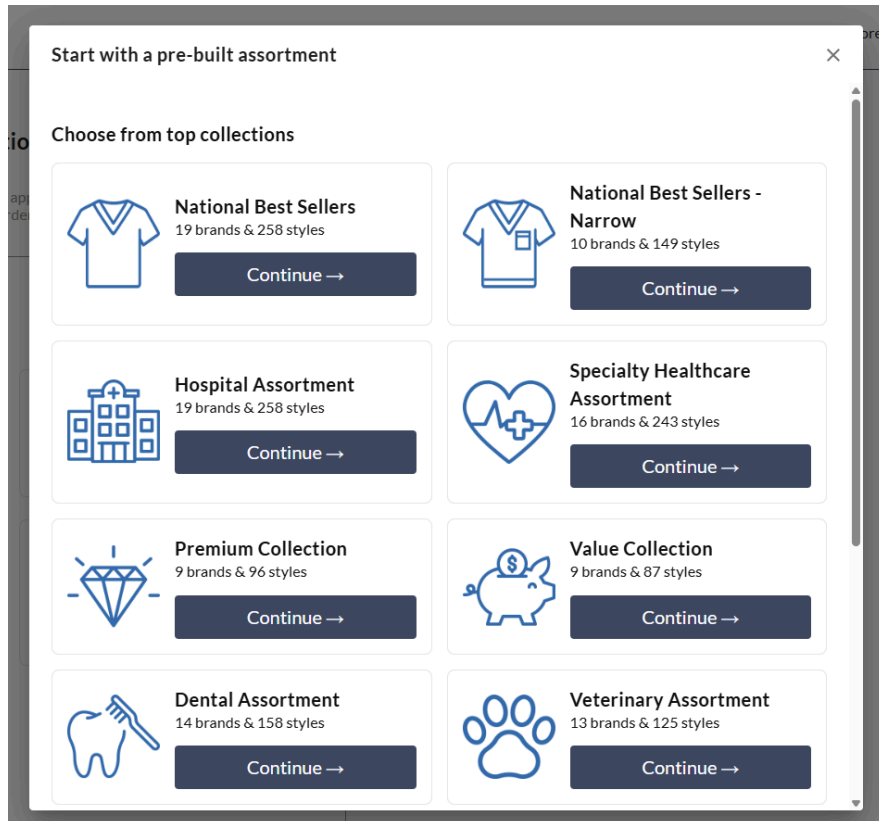 Start with a pre-built assortment
×
Choose from top collections
National Best Sellers
19 brands & 258 styles
Continue →
National Best Sellers -
Narrow
10 brands & 149 styles
Continue →
Hospital Assortment
19 brands & 258 styles
Continue →
Specialty Healthcare
Assortment
16 brands & 243 styles
Continue →
Premium Collection
9 brands & 96 styles
Continue →
$
Value Collection
9 brands & 87 styles
Continue →
Dental Assortment
14 brands & 158 styles
Continue →
Veterinary Assortment
13 brands & 125 styles
Continue →